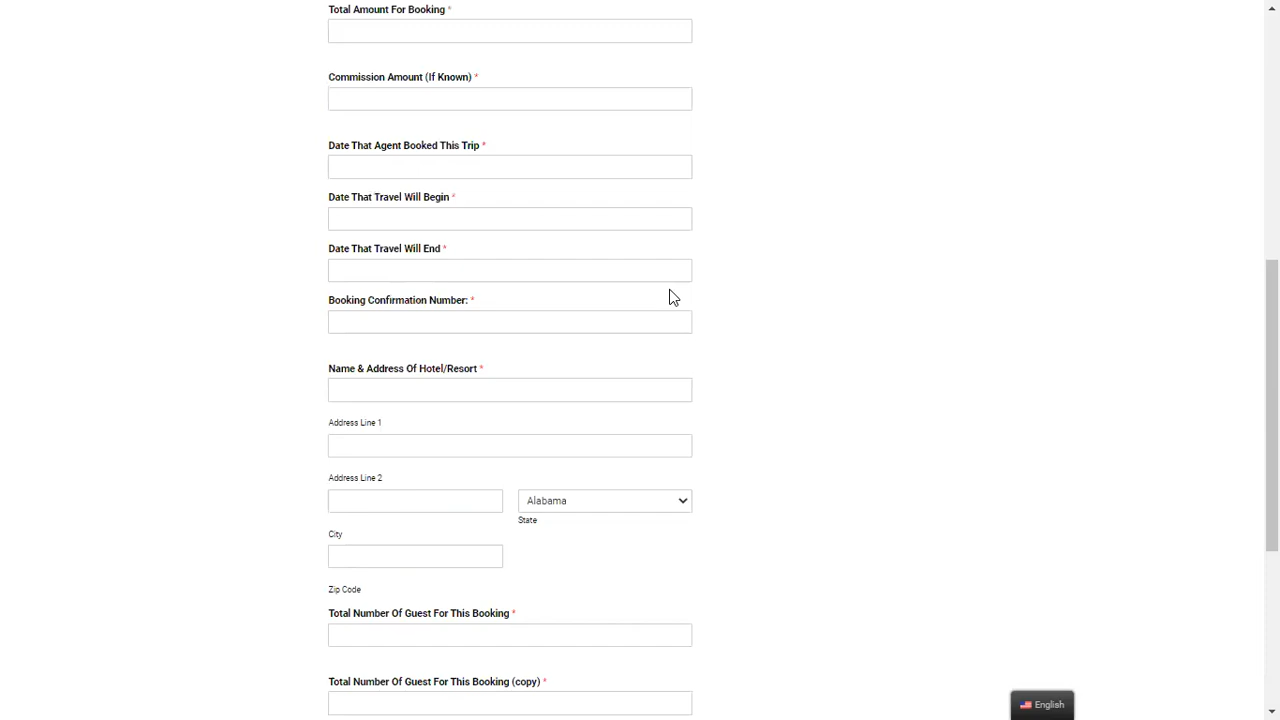 Total Amount For Booking *
Commission Amount (If Known) *
Date That Agent Booked This Trip *
Date That Travel Will Begin *
Date That Travel Will End *
Booking Confirmation Number: *
Name & Address Of Hotel/Resort *
Address Line 1
Address Line 2
Alabama
State
City
Zip Code
Total Number Of Guest For This Booking *
Total Number Of Guest For This Booking (copy) *
English